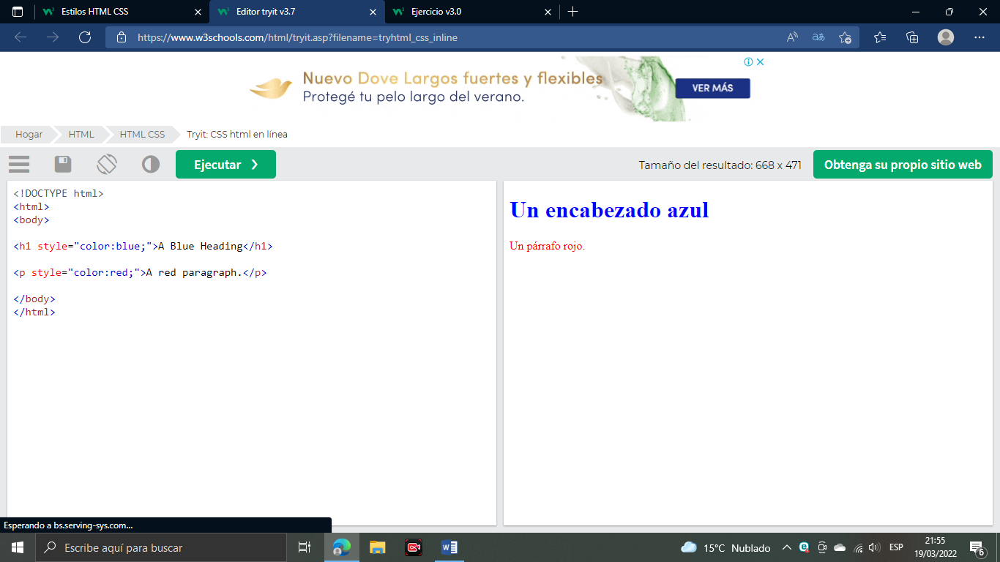 Estilos HTML CSS
Editor tryit v3.7
Ejercicio v3.0
https://www.w3schools.com/html/tryit.asp?filename=tryhtml_css_inline
Nuevo Dove Largos fuertes y flexibles
Protegé tu pelo largo del verano.
VER MÁS
Hogar
HTML
HTML CSS
Tryit: CSS html en línea
Ejecutar ❯
Tamaño del resultado: 668 x 471
Obtenga su propio sitio web
<!DOCTYPE html>
<html>
<body>
<h1 style="color:blue;">A Blue Heading</h1>
<p style="color:red;">A red paragraph.</p>
</body>
</html>
Un encabezado azul
Un párrafo rojo.
Esperando a bs.serving-sys.com...
Escribe aquí para buscar
15°C Nublado
ESP
21:55
19/03/2022
6